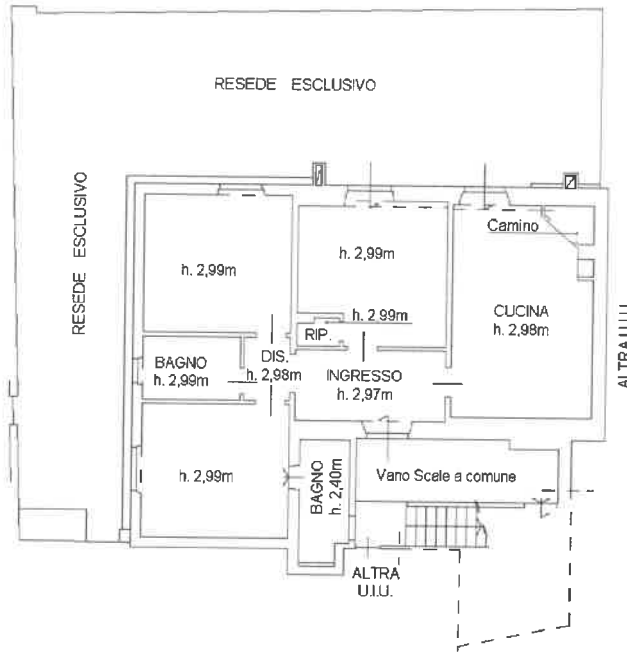 RESEDE ESCLUSIVO
RESEDE ESCLUSIVO
h. 2,99m
h. 2,99m
Camino
CUCINA
h. 2,98m
h. 2,99m
RIP.
BAGNO
h. 2,99m
DIS.
h. 2,98m
INGRESSO
h. 2,97m
ALTRA U.I.U.
h. 2,99m
BAGNO
h. 2,40m
Vano Scale a comune
ALTRA
U.I.U.